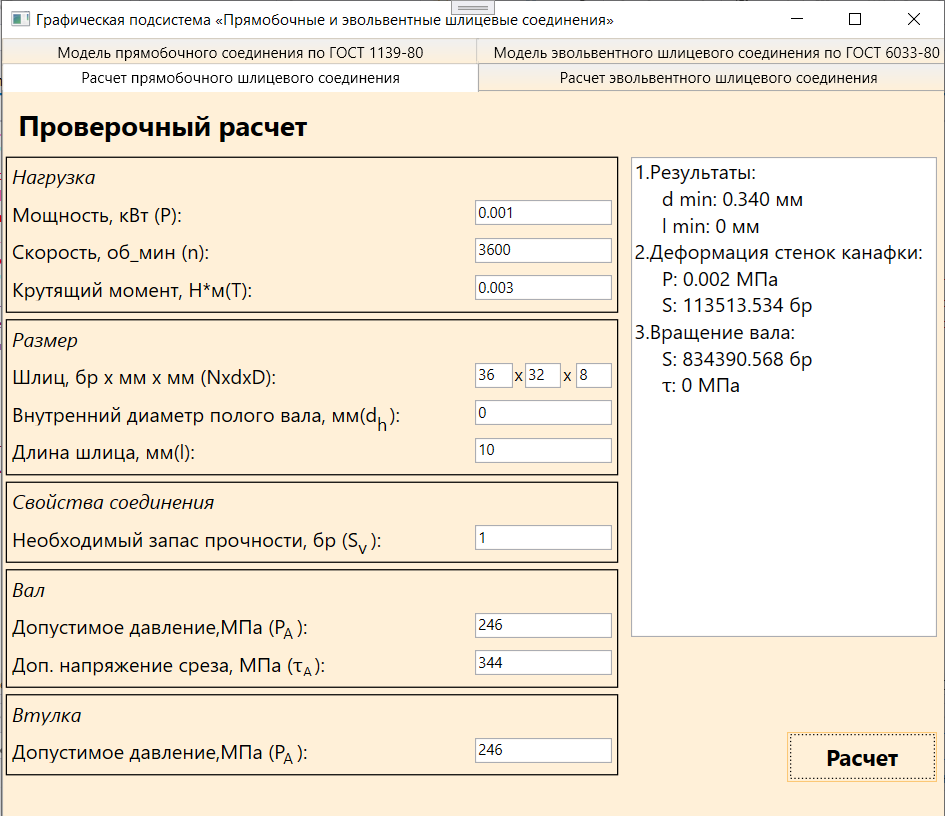 Графическая подсистема «Прямобочные и эвольвентные шлицевые соединения»
Модель прямобочного соединения по ГОСТ 1139-80
Модель эвольвентного шлицевого соединения по ГОСТ 6033-80
Расчет прямобочного шлицевого соединения
Расчет эвольвентного шлицевого соединения
Проверочный расчет
Нагрузка
Мощность, кВт (P): 0.001
Скорость, об_мин (n): 3600
Крутящий момент, Н*м(Т): 0.003
Размер
Шлиц, бр х мм х мм (NxdxD): 36 x 32 x 8
Внутренний диаметр полого вала, мм(dh): 0
Длина шлица, мм(l): 10
Свойства соединения
Необходимый запас прочности, бр (Sv): 1
Вал
Допустимое давление,МПа (PA): 246
Доп. напряжение среза, МПа (τA): 344
Втулка
Допустимое давление,МПа (PA): 246
1.Результаты:
d min: 0.340 мм
l min: 0 мм
2.Деформация стенок канафки:
P: 0.002 МПа
S: 113513.534 бр
3.Вращение вала:
S: 834390.568 бр
τ: 0 МПа
Расчет